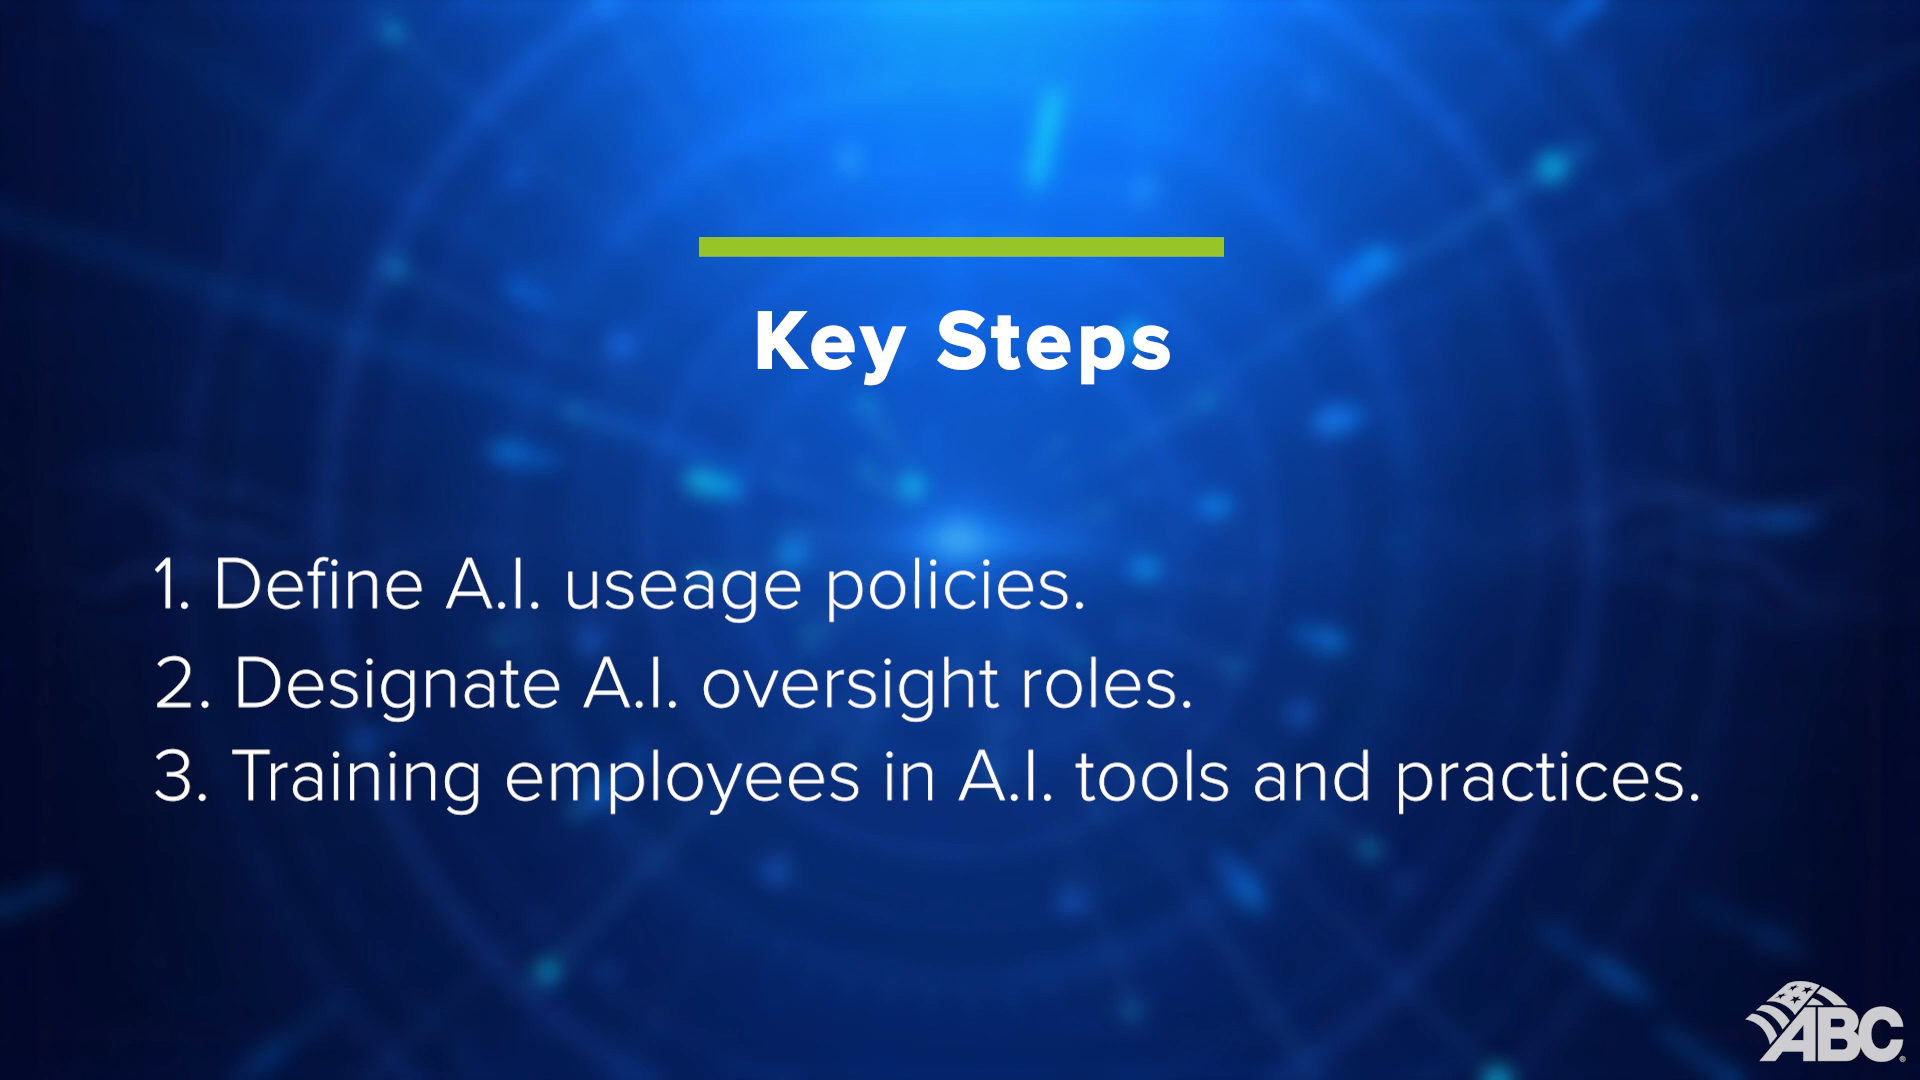 Key Steps
1. Define A.I. useage policies.
2. Designate A.I. oversight roles.
3. Training employees in A.I. tools and practices.
ABC